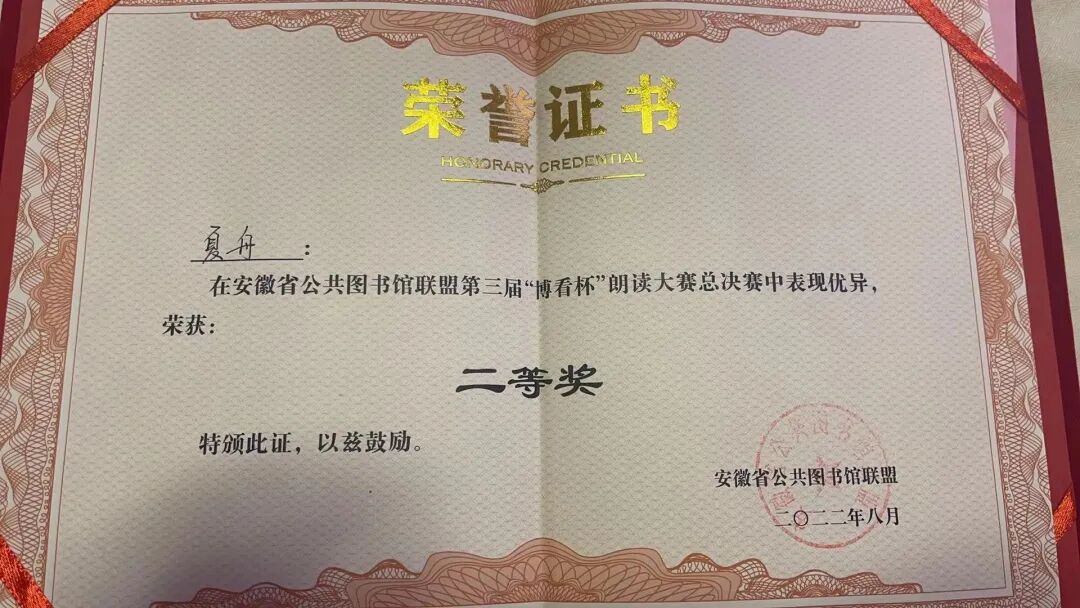 荣誉证书
HONORARY CREDENTIAL
夏舟：
在安徽省公共图书馆联盟第三届“博看杯”朗读大赛总决赛中表现优异，
荣获：
二等奖
特颁此证，以兹鼓励。
安徽省公共图书馆联盟
二〇二二年八月